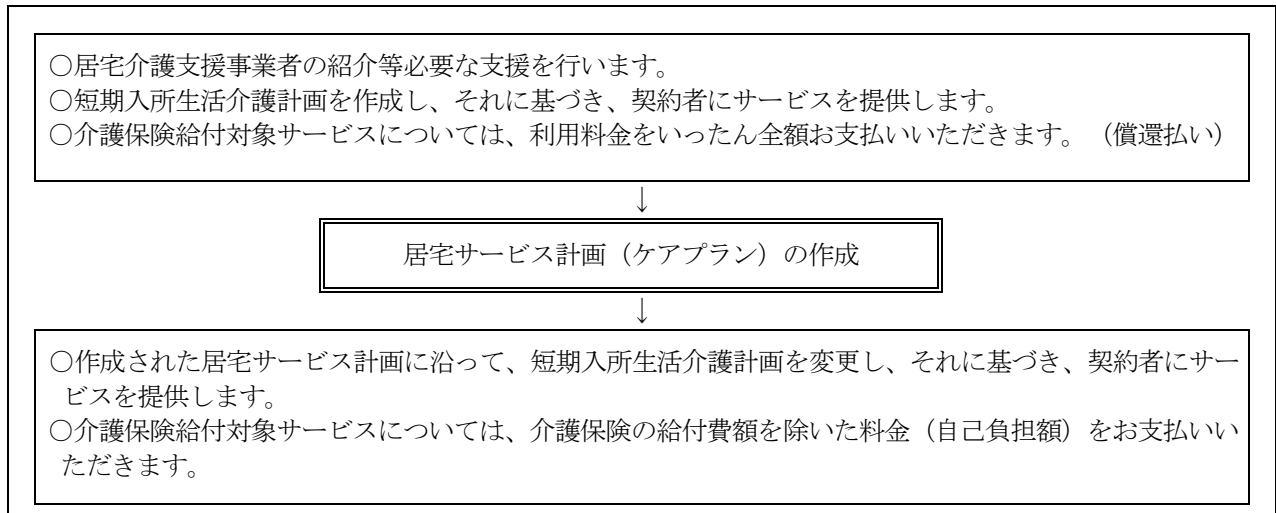 ○居宅介護支援事業者の紹介等必要な支援を行います。
○短期入所生活介護計画を作成し、それに基づき、契約者にサービスを提供します。
○介護保険給付対象サービスについては、利用料金をいったん全額お支払いいただきます。（償還払い）
↓
居宅サービス計画（ケアプラン）の作成
↓
○作成された居宅サービス計画に沿って、短期入所生活介護計画を変更し、それに基づき、契約者にサー
ビスを提供します。
○介護保険給付対象サービスについては、介護保険の給付費額を除いた料金（自己負担額）をお支払いい
ただきます。